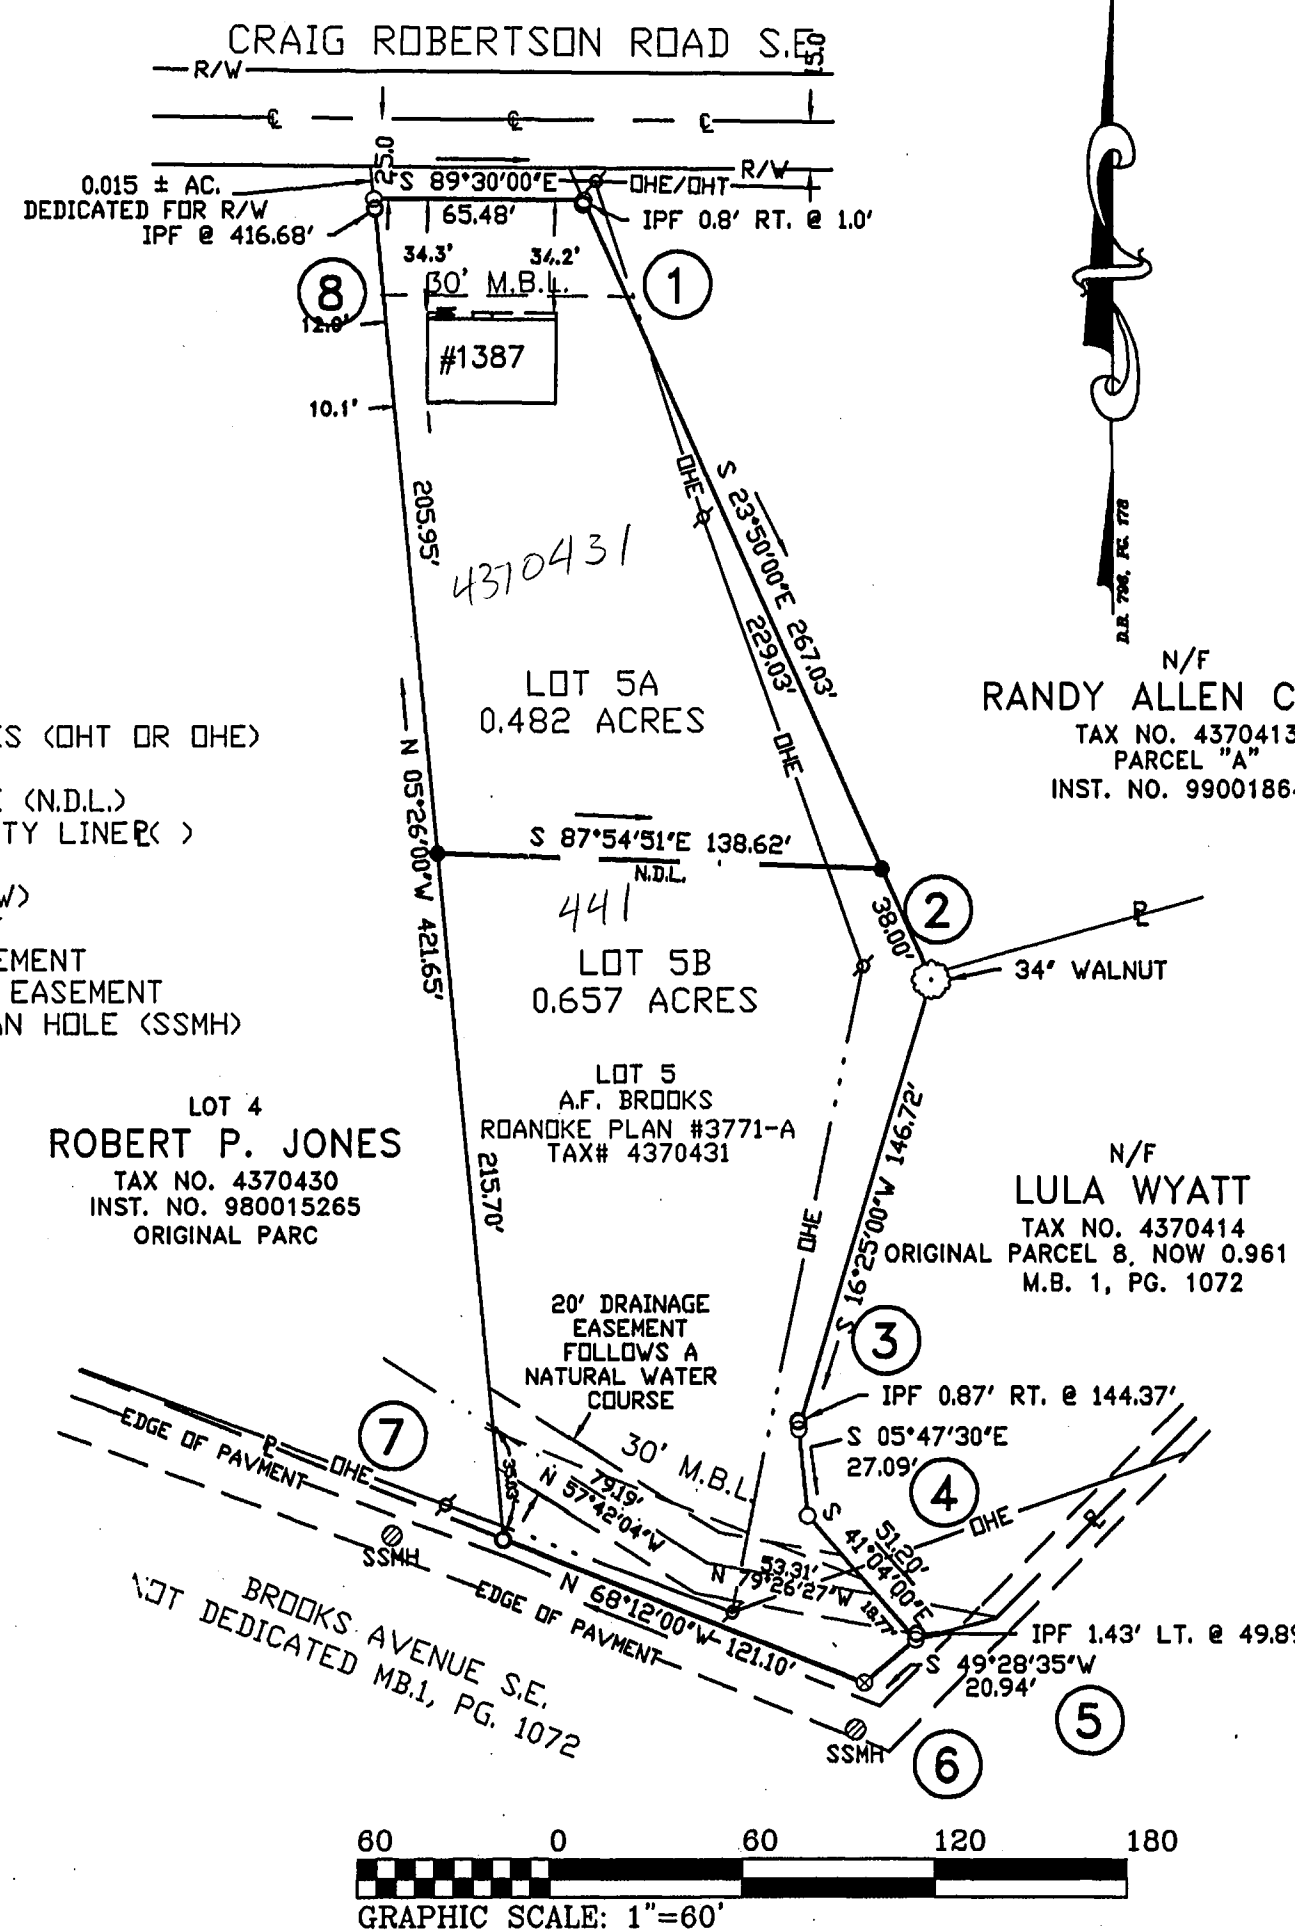 CRAIG ROBERTSON ROAD S.E
15.0
R/W
℄ ℄ ℄
25.0
R/W
0.015 ± AC.
DEDICATED FOR R/W
IPF @ 416.68'
S 89°30'00"E
65.48'
OHE/OHT
IPF 0.8' RT. @ 1.0'
34.3'
34.2'
30' M.B.L.
8
1
12.0'
#1387
10.1'
205.95'
4370431
OHE
S 23°50'00"E 267.03'
229.03'
D.B. 796, PG. 178
N/F
RANDY ALLEN C
TAX NO. 4370413
PARCEL "A"
INST. NO. 9900186
LOT 5A
0.482 ACRES
S (OHT OR OHE)
(N.D.L.)
TY LINE (PL)
W)
EMENT
EASEMENT
AN HOLE (SSMH)
OHE
N 05°26'00"W 421.65'
S 87°54'51"E 138.62'
N.D.L.
441
2
38.00'
PL
34" WALNUT
LOT 5B
0.657 ACRES
LOT 5
A.F. BROOKS
ROANOKE PLAN #3771-A
TAX# 4370431
LOT 4
ROBERT P. JONES
TAX NO. 4370430
INST. NO. 980015265
ORIGINAL PARC
215.70'
S 16°25'00"W 146.72'
OHE
N/F
LULA WYATT
TAX NO. 4370414
ORIGINAL PARCEL 8, NOW 0.961
M.B. 1, PG. 1072
20' DRAINAGE
EASEMENT
FOLLOWS A
NATURAL WATER
COURSE
3
IPF 0.87' RT. @ 144.37'
S 05°47'30"E
27.09'
4
7
EDGE OF PAVMENT
PL
OHE
35.03'
30' M.B.L.
79.19'
N 57°42'04"W
53.31'
N 79°26'27"W
18.77'
51.20'
S 41°04'00"E
OHE
PL
SSMH
N 68°12'00"W 121.10'
EDGE OF PAVMENT
IPF 1.43' LT. @ 49.8
S 49°28'35"W
20.94'
5
BROOKS AVENUE S.E.
NOT DEDICATED MB.1, PG. 1072
SSMH
6
60 0 60 120 180
GRAPHIC SCALE: 1"=60'